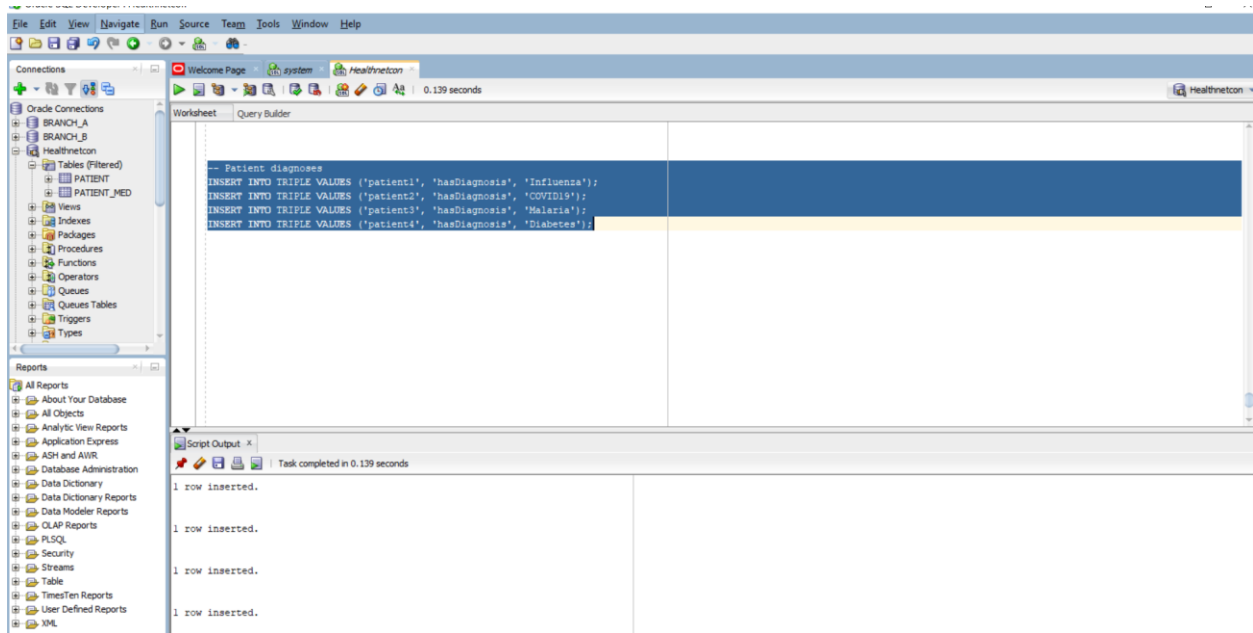 File Edit View Navigate Run Source Team Tools Window Help
Connections
Oracle Connections
BRANCH_A
BRANCH_B
Healthnetcon
Tables (Filtered)
PATIENT
PATIENT_MED
Views
Indexes
Packages
Procedures
Functions
Operators
Queues
Queues Tables
Triggers
Types
Reports
All Reports
About Your Database
All Objects
Analytic View Reports
Application Express
ASH and AWR
Database Administration
Data Dictionary
Data Dictionary Reports
Data Modeler Reports
OLAP Reports
PLSQL
Security
Streams
Table
TimesTen Reports
User Defined Reports
XML
Welcome Page system Healthnetcon
0.139 seconds Healthnetcon
Worksheet Query Builder
-- Patient diagnoses
INSERT INTO TRIPLE VALUES ('patient1', 'hasDiagnosis', 'Influenza');
INSERT INTO TRIPLE VALUES ('patient2', 'hasDiagnosis', 'COVID19');
INSERT INTO TRIPLE VALUES ('patient3', 'hasDiagnosis', 'Malaria');
INSERT INTO TRIPLE VALUES ('patient4', 'hasDiagnosis', 'Diabetes');
Script Output
Task completed in 0.139 seconds
1 row inserted.
1 row inserted.
1 row inserted.
1 row inserted.